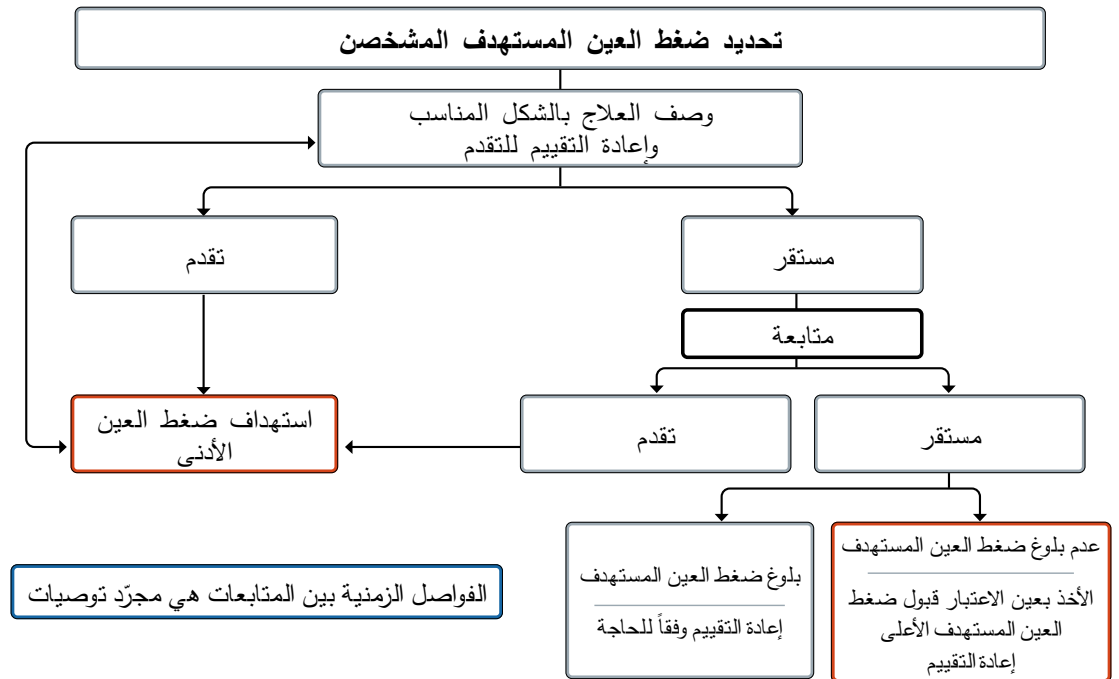 تحديد ضغط العين المستهدف المشخصن
وصف العلاج بالشكل المناسب
وإعادة التقييم للتقدم
تقدم
مستقر
متابعة
استهداف ضغط العين
الأدنى
تقدم
مستقر
بلوغ ضغط العين المستهدف
إعادة التقييم وفقاً للحاجة
عدم بلوغ ضغط العين المستهدف
الأخذ بعين الاعتبار قبول ضغط
العين المستهدف الأعلى
إعادة التقييم
الفواصل الزمنية بين المتابعات هي مجرّد توصيات